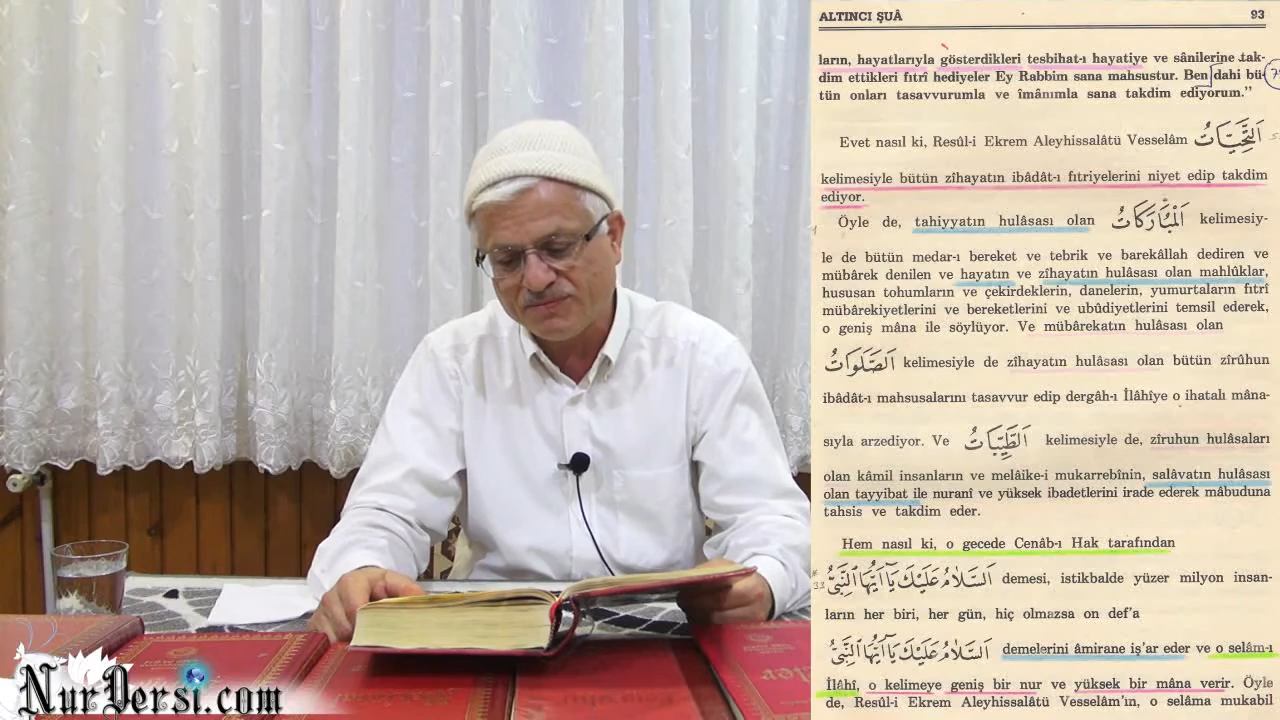 ALTINCI ŞUÂ 93
ların, hayatlarıyla gösterdikleri tesbihat-ı hayatiye ve sânilerine tak-
dim ettikleri fıtrî hediyeler Ey Rabbim sana mahsustur. Ben dahi bü-
tün onları tasavvurumla ve îmânımla sana takdim ediyorum.”
Evet nasıl ki, Resûl-i Ekrem Aleyhissalâtü Vesselâm اَلتَّحِيَّاتُ
kelimesiyle bütün zîhayatın ibâdât-ı fıtriyelerini niyet edip takdim
ediyor.
Öyle de, tahiyyatın hulâsası olan اَلْمُبَارَكَاتُ kelimesiy-
le de bütün medar-ı bereket ve tebrik ve barekâllah dediren ve
mübârek denilen ve hayatın ve zîhayatın hulâsası olan mahlûklar,
hususan tohumların ve çekirdeklerin, danelerin, yumurtaların fıtrî
mübârekiyetlerini ve bereketlerini ve ubûdiyetlerini temsil ederek,
o geniş mâna ile söylüyor. Ve mübârekatın hulâsası olan
اَلصَّلَوَاتُ kelimesiyle de zîhayatın hulâsası olan bütün zîrûhun
ibâdât-ı mahsusalarını tasavvur edip dergâh-ı İlâhîye o ihatalı mâna-
sıyla arzediyor. Ve اَلطَّيِّبَاتُ kelimesiyle de, zîruhun hulâsaları
olan kâmil insanların ve melâike-i mukarrebînin, salâvatın hulâsası
olan tayyibat ile nuranî ve yüksek ibadetlerini irade ederek mâbuduna
tahsis ve takdim eder.
Hem nasıl ki, o gecede Cenâb-ı Hak tarafından
اَلسَّلَامُ عَلَيْكَ يَا اَيُّهَا النَّبِىُّ demesi, istikbalde yüzer milyon insan-
ların her biri, her gün, hiç olmazsa on def'a
اَلسَّلَامُ عَلَيْكَ يَا اَيُّهَا النَّبِىُّ demelerini âmirane iş'ar eder ve o selâm-ı
İlâhî, o kelimeye geniş bir nur ve yüksek bir mâna verir. Öyle
de, Resûl-i Ekrem Aleyhissalâtü Vesselâm'ın, o selâma mukabil
NurDersi.com